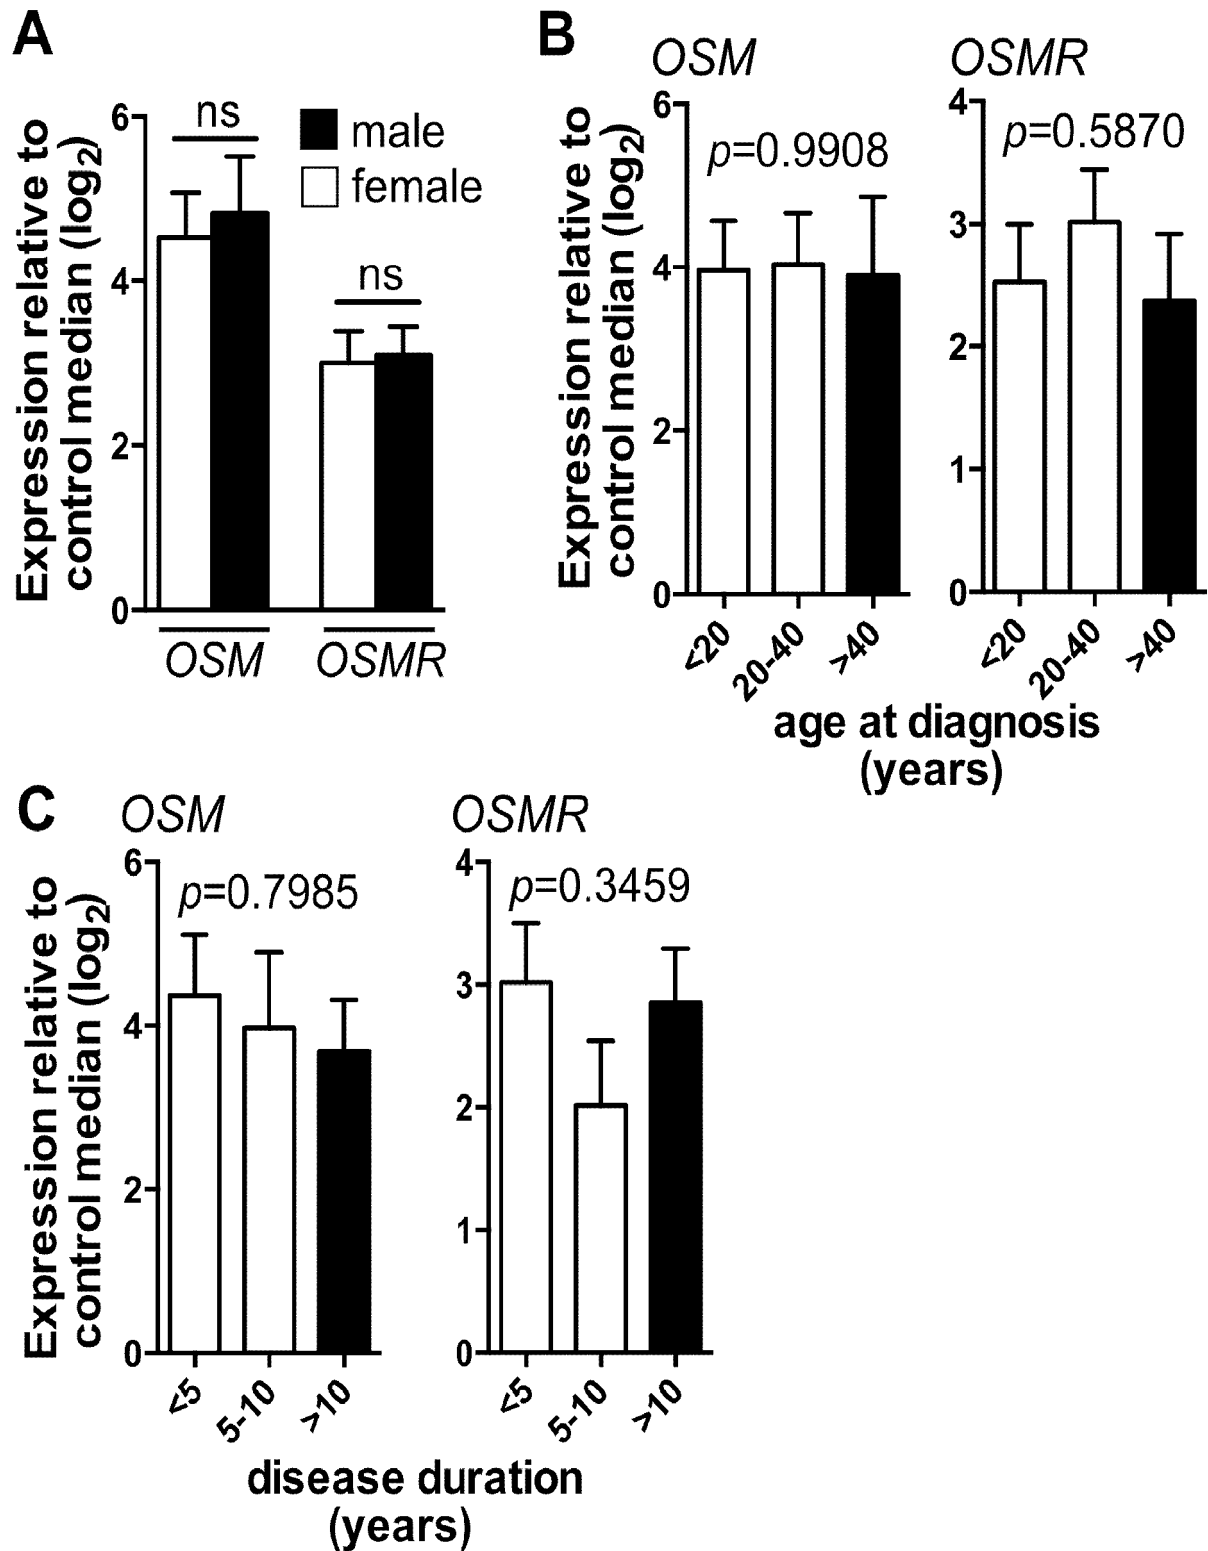 A
Expression relative to
control median (log2)
6
4
2
0
ns
ns
male
female
OSM
OSMR
B
OSM
Expression relative to
control median (log2)
6
4
2
0
p=0.9908
<20
20-40
>40
OSMR
4
3
2
1
0
p=0.5870
<20
20-40
>40
age at diagnosis
(years)
C
OSM
Expression relative to
control median (log2)
6
4
2
0
p=0.7985
<5
5-10
>10
OSMR
4
3
2
1
0
p=0.3459
<5
5-10
>10
disease duration
(years)